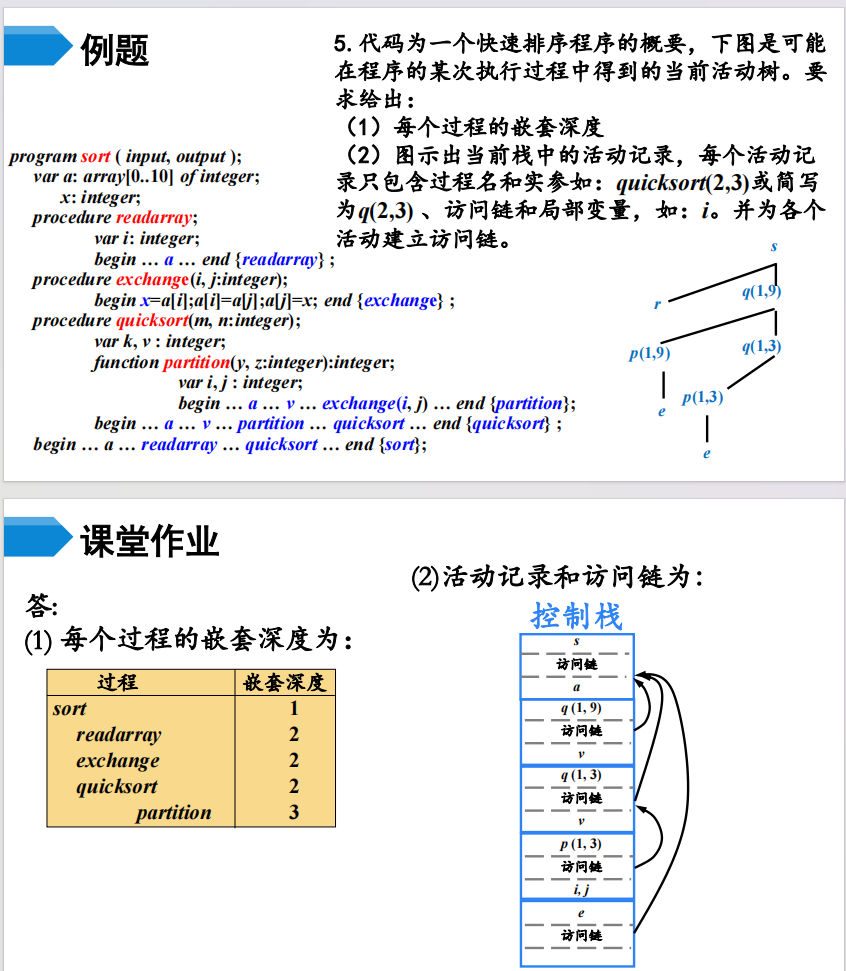 例题
5.代码为一个快速排序程序的概要，下图是可能
在程序的某次执行过程中得到的当前活动树。要
求给出：
（1）每个过程的嵌套深度
（2）图示出当前栈中的活动记录，每个活动记
录只包含过程名和实参如：quicksort(2,3)或简写
为q(2,3) 、访问链和局部变量，如：i。并为各个
活动建立访问链。
program sort ( input, output );
var a: array[0..10] of integer;
x: integer;
procedure readarray;
var i: integer;
begin … a … end {readarray} ;
procedure exchange(i, j:integer);
begin x=a[i];a[i]=a[j];a[j]=x; end {exchange} ;
procedure quicksort(m, n:integer);
var k, v : integer;
function partition(y, z:integer):integer;
var i, j : integer;
begin … a … v … exchange(i, j) … end {partition};
begin … a … v … partition … quicksort … end {quicksort} ;
begin … a … readarray … quicksort … end {sort};
s
r
q(1,9)
p(1,9)
q(1,3)
e
p(1,3)
e
课堂作业
答:
(1) 每个过程的嵌套深度为：
过程 嵌套深度
sort 1
readarray 2
exchange 2
quicksort 2
partition 3
(2)活动记录和访问链为：
控制栈
s
访问链
a
q (1, 9)
访问链
v
q (1, 3)
访问链
v
p (1, 3)
访问链
i, j
e
访问链